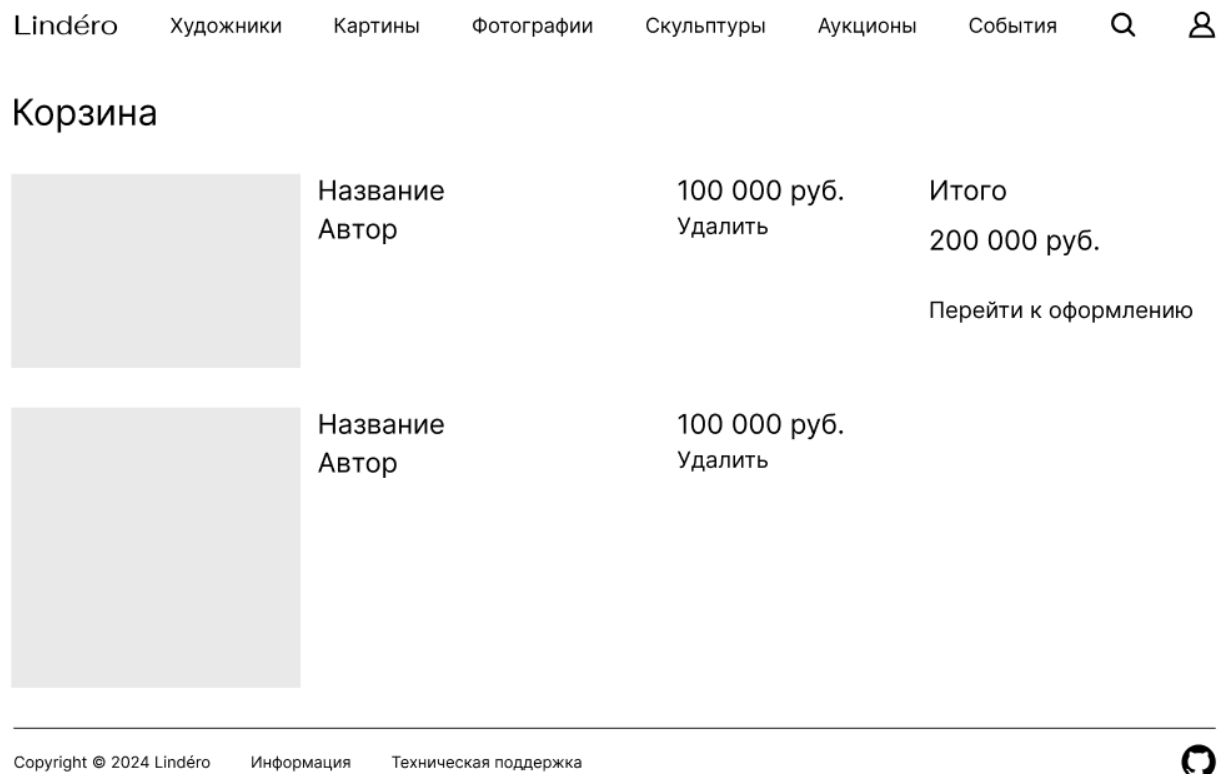 Lindéro Художники Картины Фотографии Скульптуры Аукционы События
Корзина
Название
Автор
100 000 руб.
Удалить
Итого
200 000 руб.
Перейти к оформлению
Название
Автор
100 000 руб.
Удалить
Copyright © 2024 Lindéro Информация Техническая поддержка